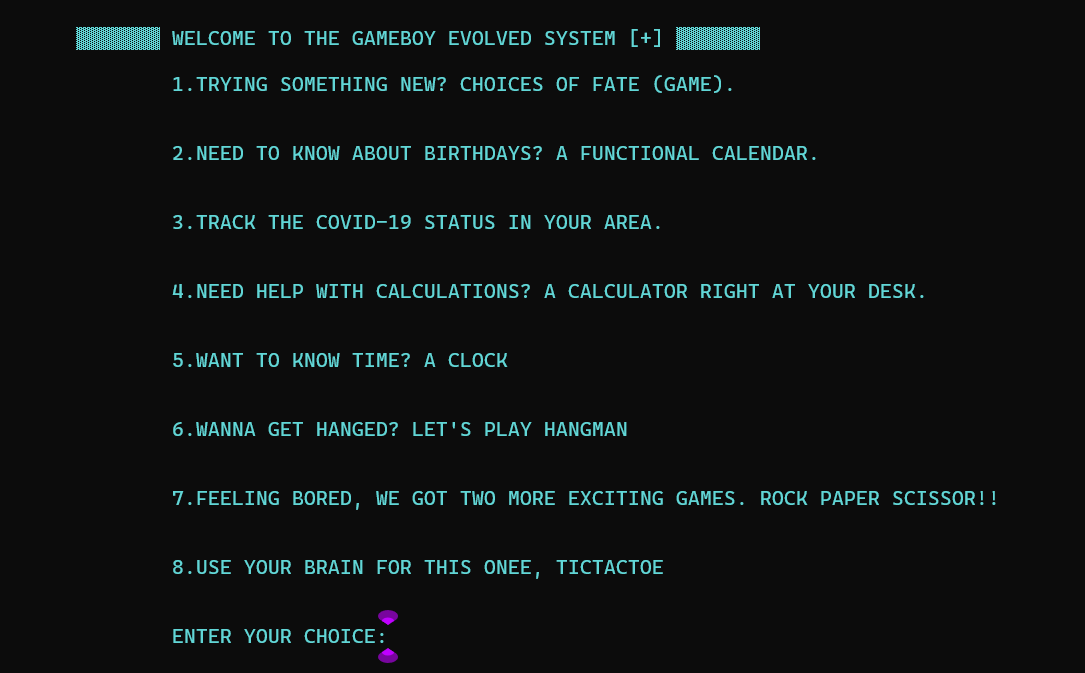 WELCOME TO THE GAMEBOY EVOLVED SYSTEM [+]
1.TRYING SOMETHING NEW? CHOICES OF FATE (GAME).
2.NEED TO KNOW ABOUT BIRTHDAYS? A FUNCTIONAL CALENDAR.
3.TRACK THE COVID-19 STATUS IN YOUR AREA.
4.NEED HELP WITH CALCULATIONS? A CALCULATOR RIGHT AT YOUR DESK.
5.WANT TO KNOW TIME? A CLOCK
6.WANNA GET HANGED? LET'S PLAY HANGMAN
7.FEELING BORED, WE GOT TWO MORE EXCITING GAMES. ROCK PAPER SCISSOR!!
8.USE YOUR BRAIN FOR THIS ONEE, TICTACTOE
ENTER YOUR CHOICE: